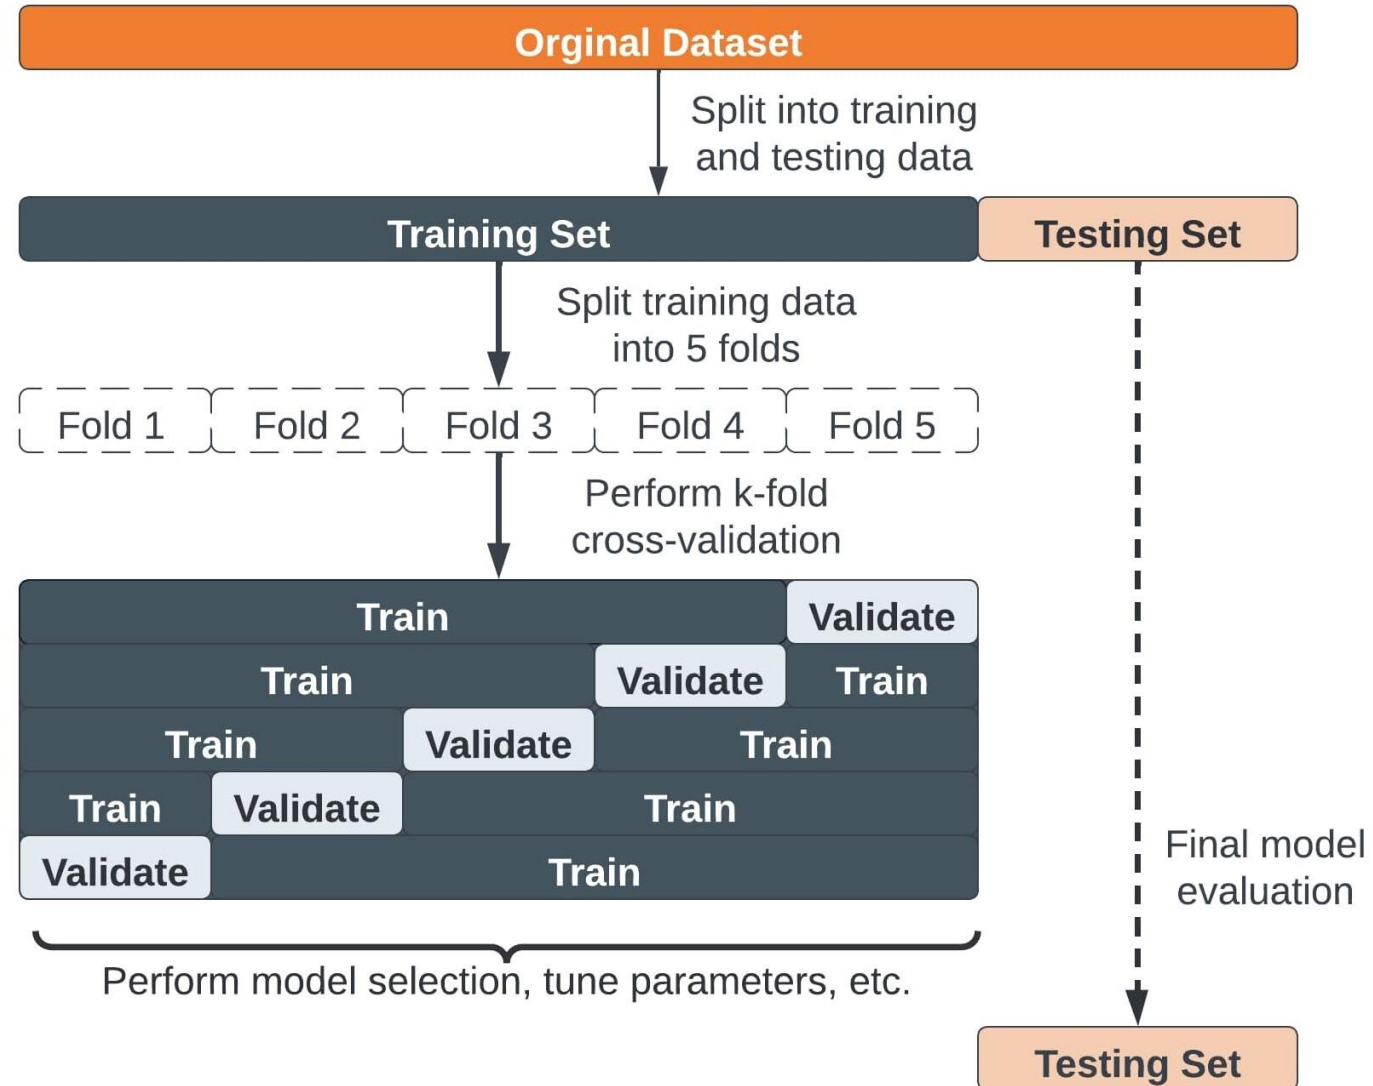 Orginal Dataset
Split into training
and testing data
Training Set
Testing Set
Split training data
into 5 folds
Fold 1
Fold 2
Fold 3
Fold 4
Fold 5
Perform k-fold
cross-validation
Train
Validate
Train
Validate
Train
Train
Validate
Train
Train
Validate
Train
Validate
Train
Final model
evaluation
Perform model selection, tune parameters, etc.
Testing Set